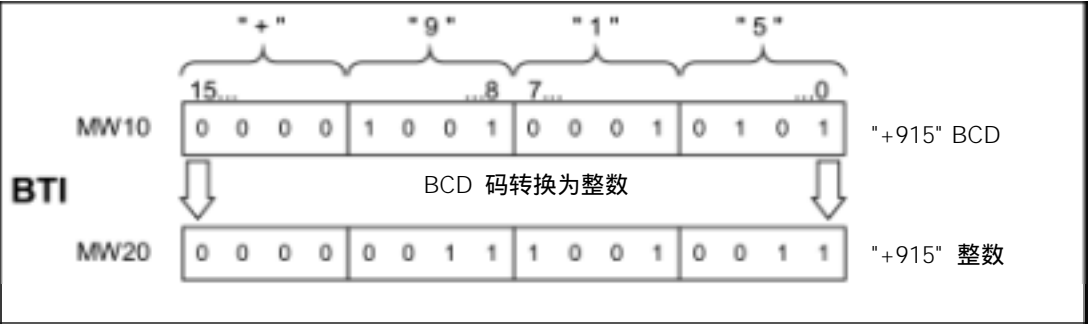 "+" "9" "1" "5"
15... ...8 7... ...0
MW10 0 0 0 0 1 0 0 1 0 0 0 1 0 1 0 1 "+915" BCD
BTI BCD 码转换为整数
MW20 0 0 0 0 0 0 1 1 1 0 0 1 0 0 1 1 "+915" 整数